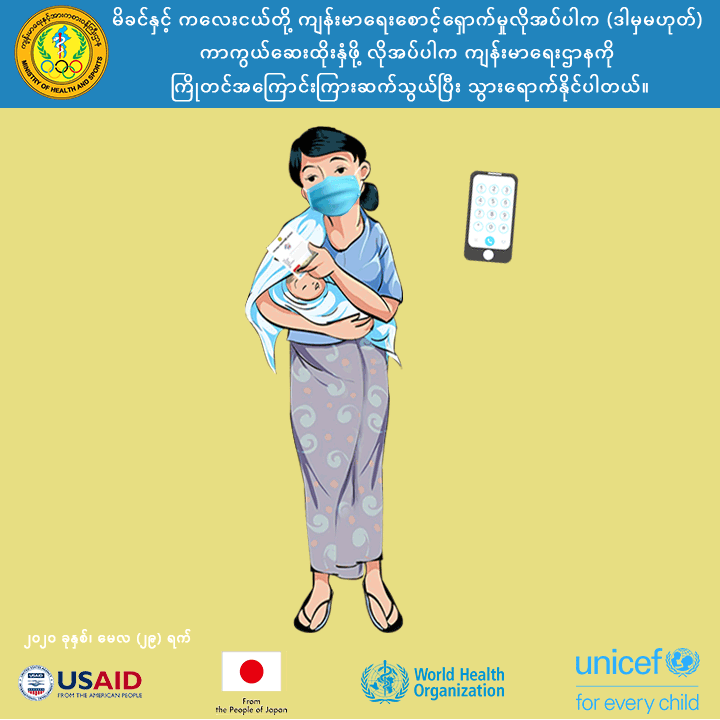 မိခင်နှင့် ကလေးငယ်တို့ ကျန်းမာရေးစောင့်ရှောက်မှုလိုအပ်ပါက (ဒါမှမဟုတ်)
ကာကွယ်ဆေးထိုးနှံဖို့ လိုအပ်ပါက ကျန်းမာရေးဌာနကို
ကြိုတင်အကြောင်းကြားဆက်သွယ်ပြီး သွားရောက်နိုင်ပါတယ်။
MINISTRY OF HEALTH AND SPORTS
၂၀၂၀ ခုနှစ်၊ မေလ (၂၉) ရက်
USAID
FROM THE AMERICAN PEOPLE
From
the People of Japan
World Health
Organization
unicef
for every child